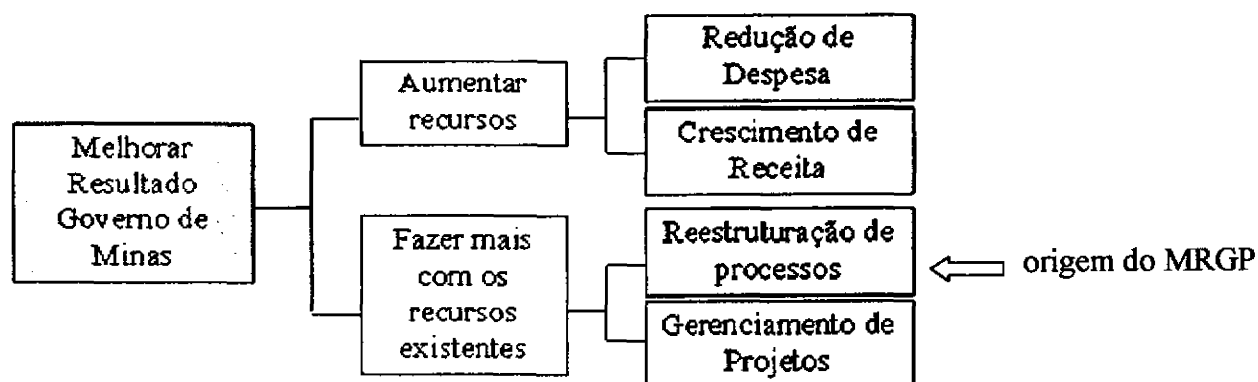 Melhorar
Resultado
Governo de
Minas
Aumentar
recursos
Redução de
Despesa
Crescimento de
Receita
Fazer mais
com os
recursos
existentes
Reestruturação de
processos
origem do MRGP
Gerenciamento de
Projetos